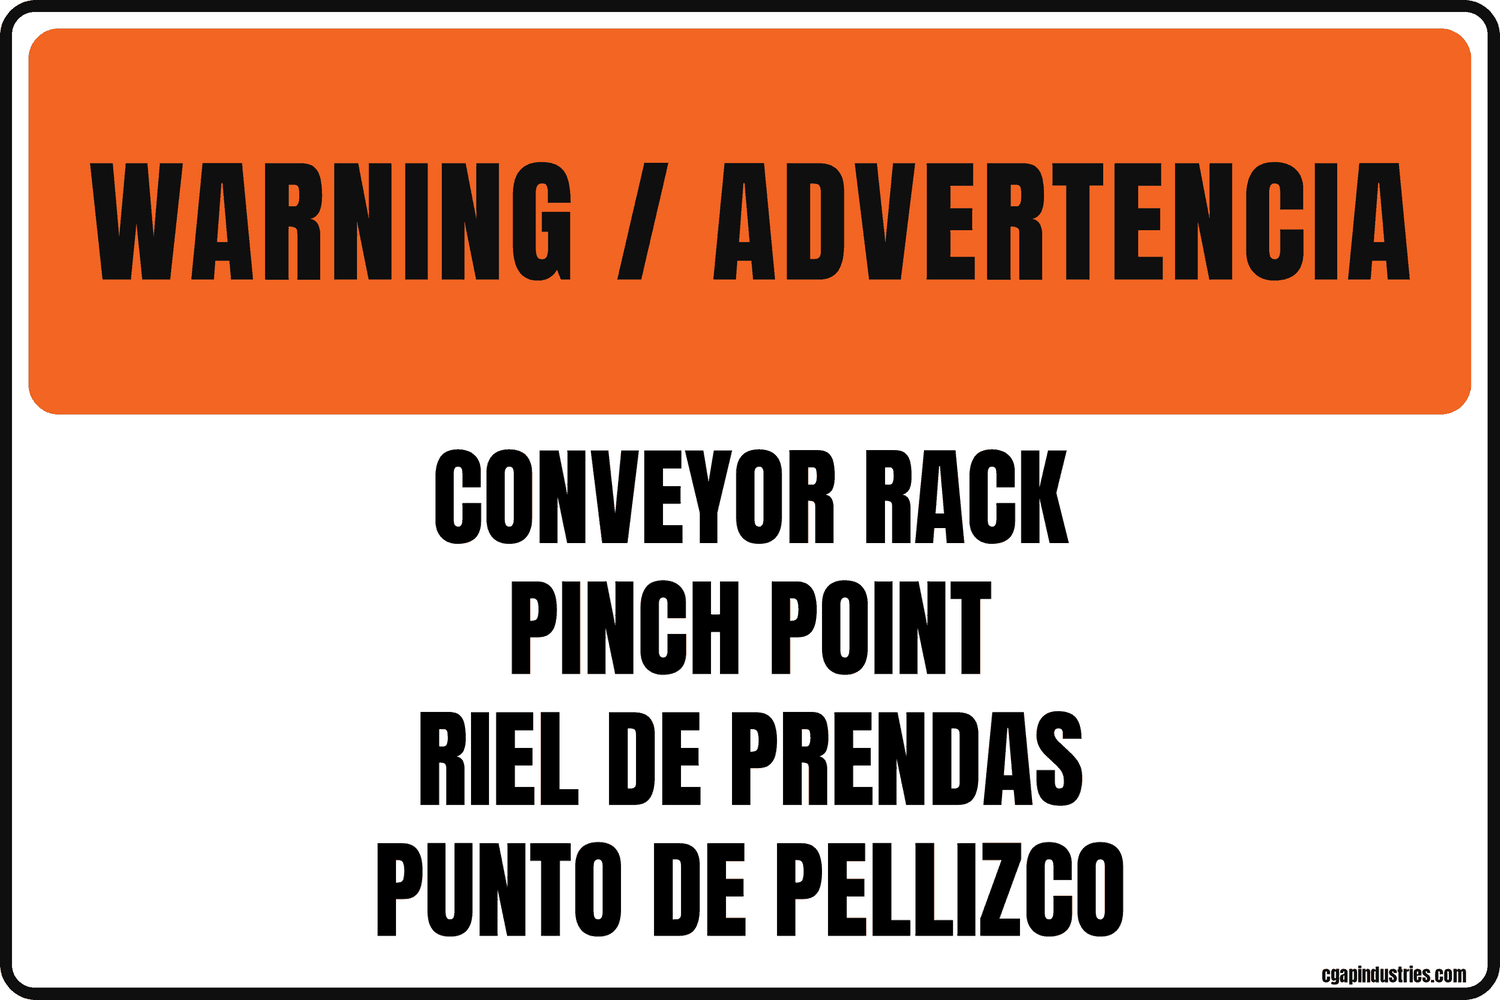 WARNING / ADVERTENCIA
CONVEYOR RACK
PINCH POINT
RIEL DE PRENDAS
PUNTO DE PELLIZCO
cgapindustries.com